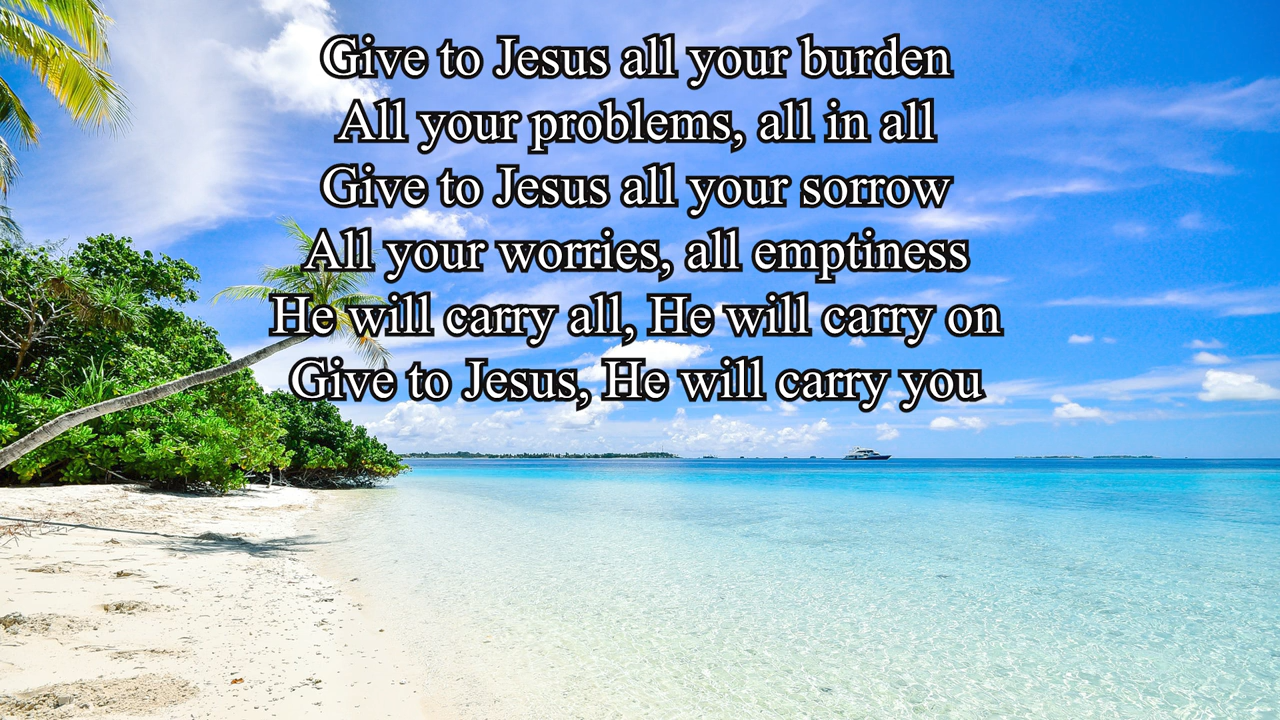 Give to Jesus all your burden
All your problems, all in all
Give to Jesus all your sorrow
All your worries, all emptiness
He will carry all, He will carry on
Give to Jesus, He will carry you